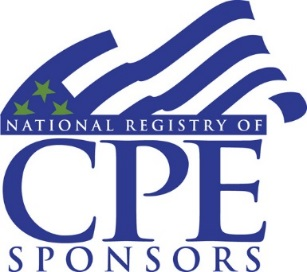 NATIONAL REGISTRY OF
CPE
SPONSORS